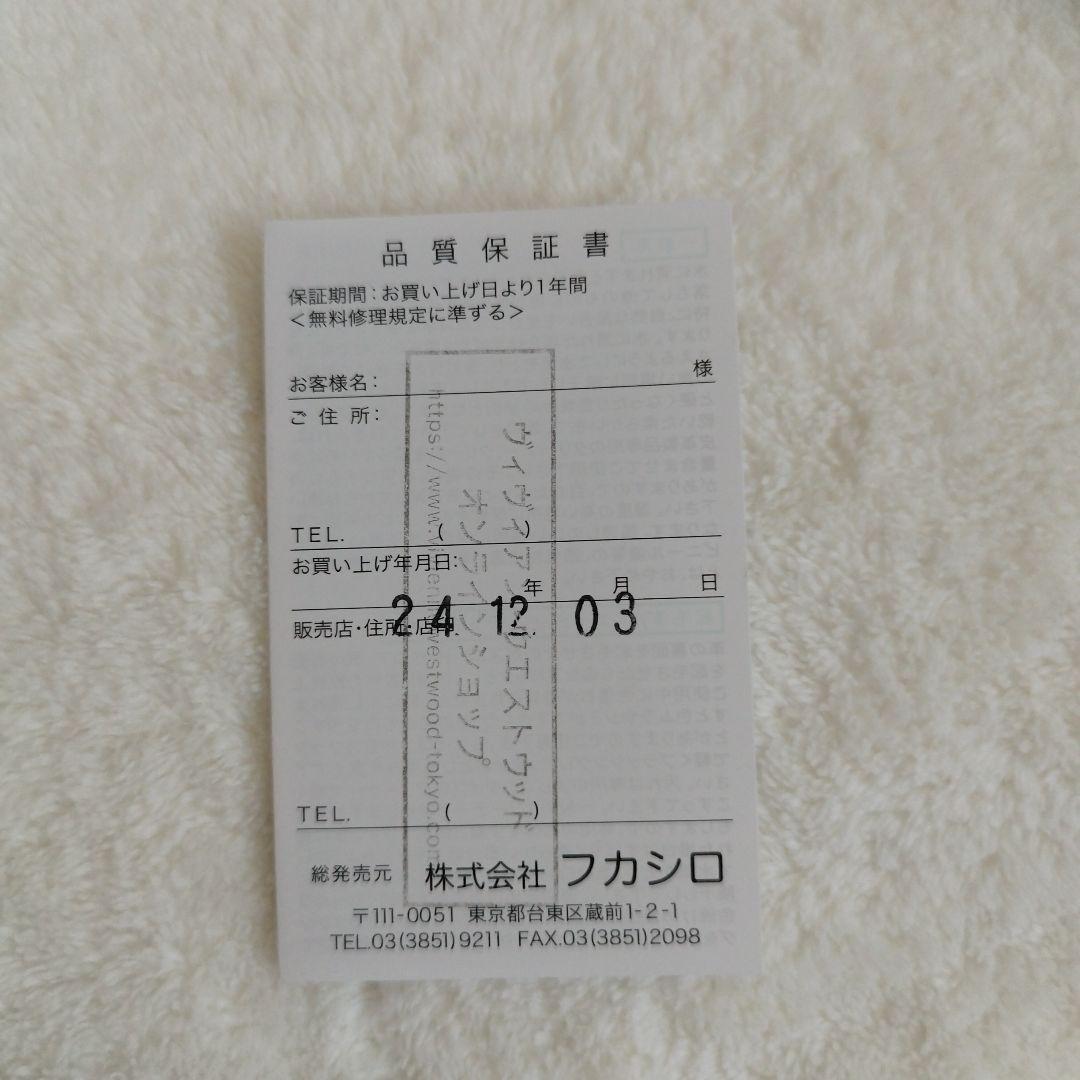 品質保証書
保証期間：お買い上げ日より1年間
＜無料修理規定に準ずる＞
お客様名：　様
ご住所：
TEL. ( )
お買い上げ年月日：
年 月 日
24 12 03
販売店・住所・店印
TEL. ( )
ヴィヴィアンウエストウッド
オンラインショップ
https://www.viviennewestwood-tokyo.com
総発売元 株式会社 フカシロ
〒111-0051 東京都台東区蔵前1-2-1
TEL.03(3851)9211 FAX.03(3851)2098